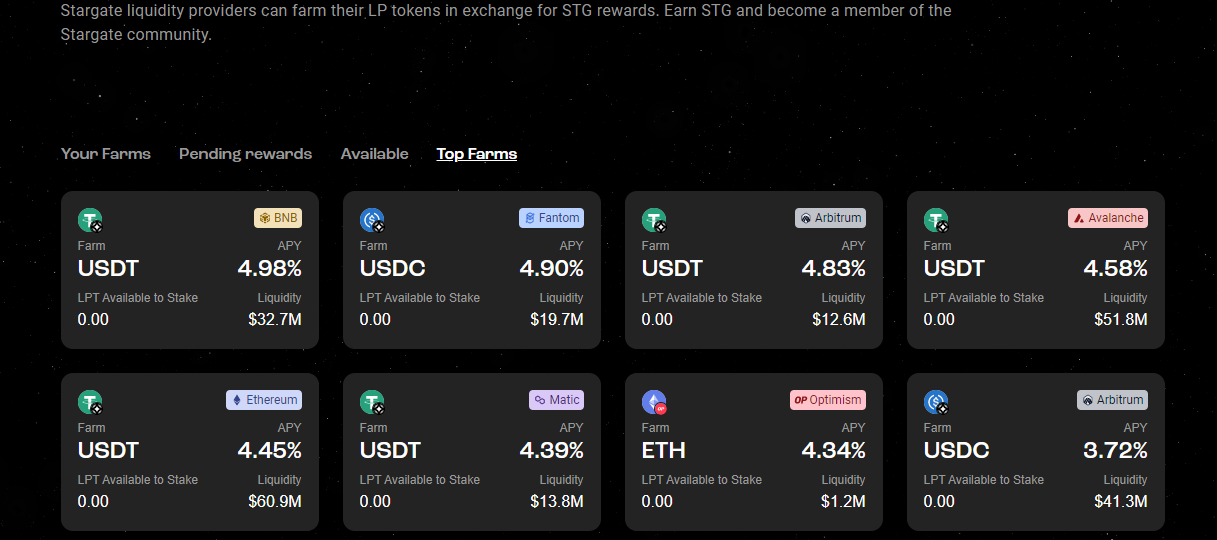 Stargate liquidity providers can farm their LP tokens in exchange for STG rewards. Earn STG and become a member of the
Stargate community.
Your Farms Pending rewards Available Top Farms
BNB
Farm APY
USDT 4.98%
LPT Available to Stake Liquidity
0.00 $32.7M
Fantom
Farm APY
USDC 4.90%
LPT Available to Stake Liquidity
0.00 $19.7M
Arbitrum
Farm APY
USDT 4.83%
LPT Available to Stake Liquidity
0.00 $12.6M
Avalanche
Farm APY
USDT 4.58%
LPT Available to Stake Liquidity
0.00 $51.8M
Ethereum
Farm APY
USDT 4.45%
LPT Available to Stake Liquidity
0.00 $60.9M
Matic
Farm APY
USDT 4.39%
LPT Available to Stake Liquidity
0.00 $13.8M
OP Optimism
Farm APY
ETH 4.34%
LPT Available to Stake Liquidity
0.00 $1.2M
Arbitrum
Farm APY
USDC 3.72%
LPT Available to Stake Liquidity
0.00 $41.3M